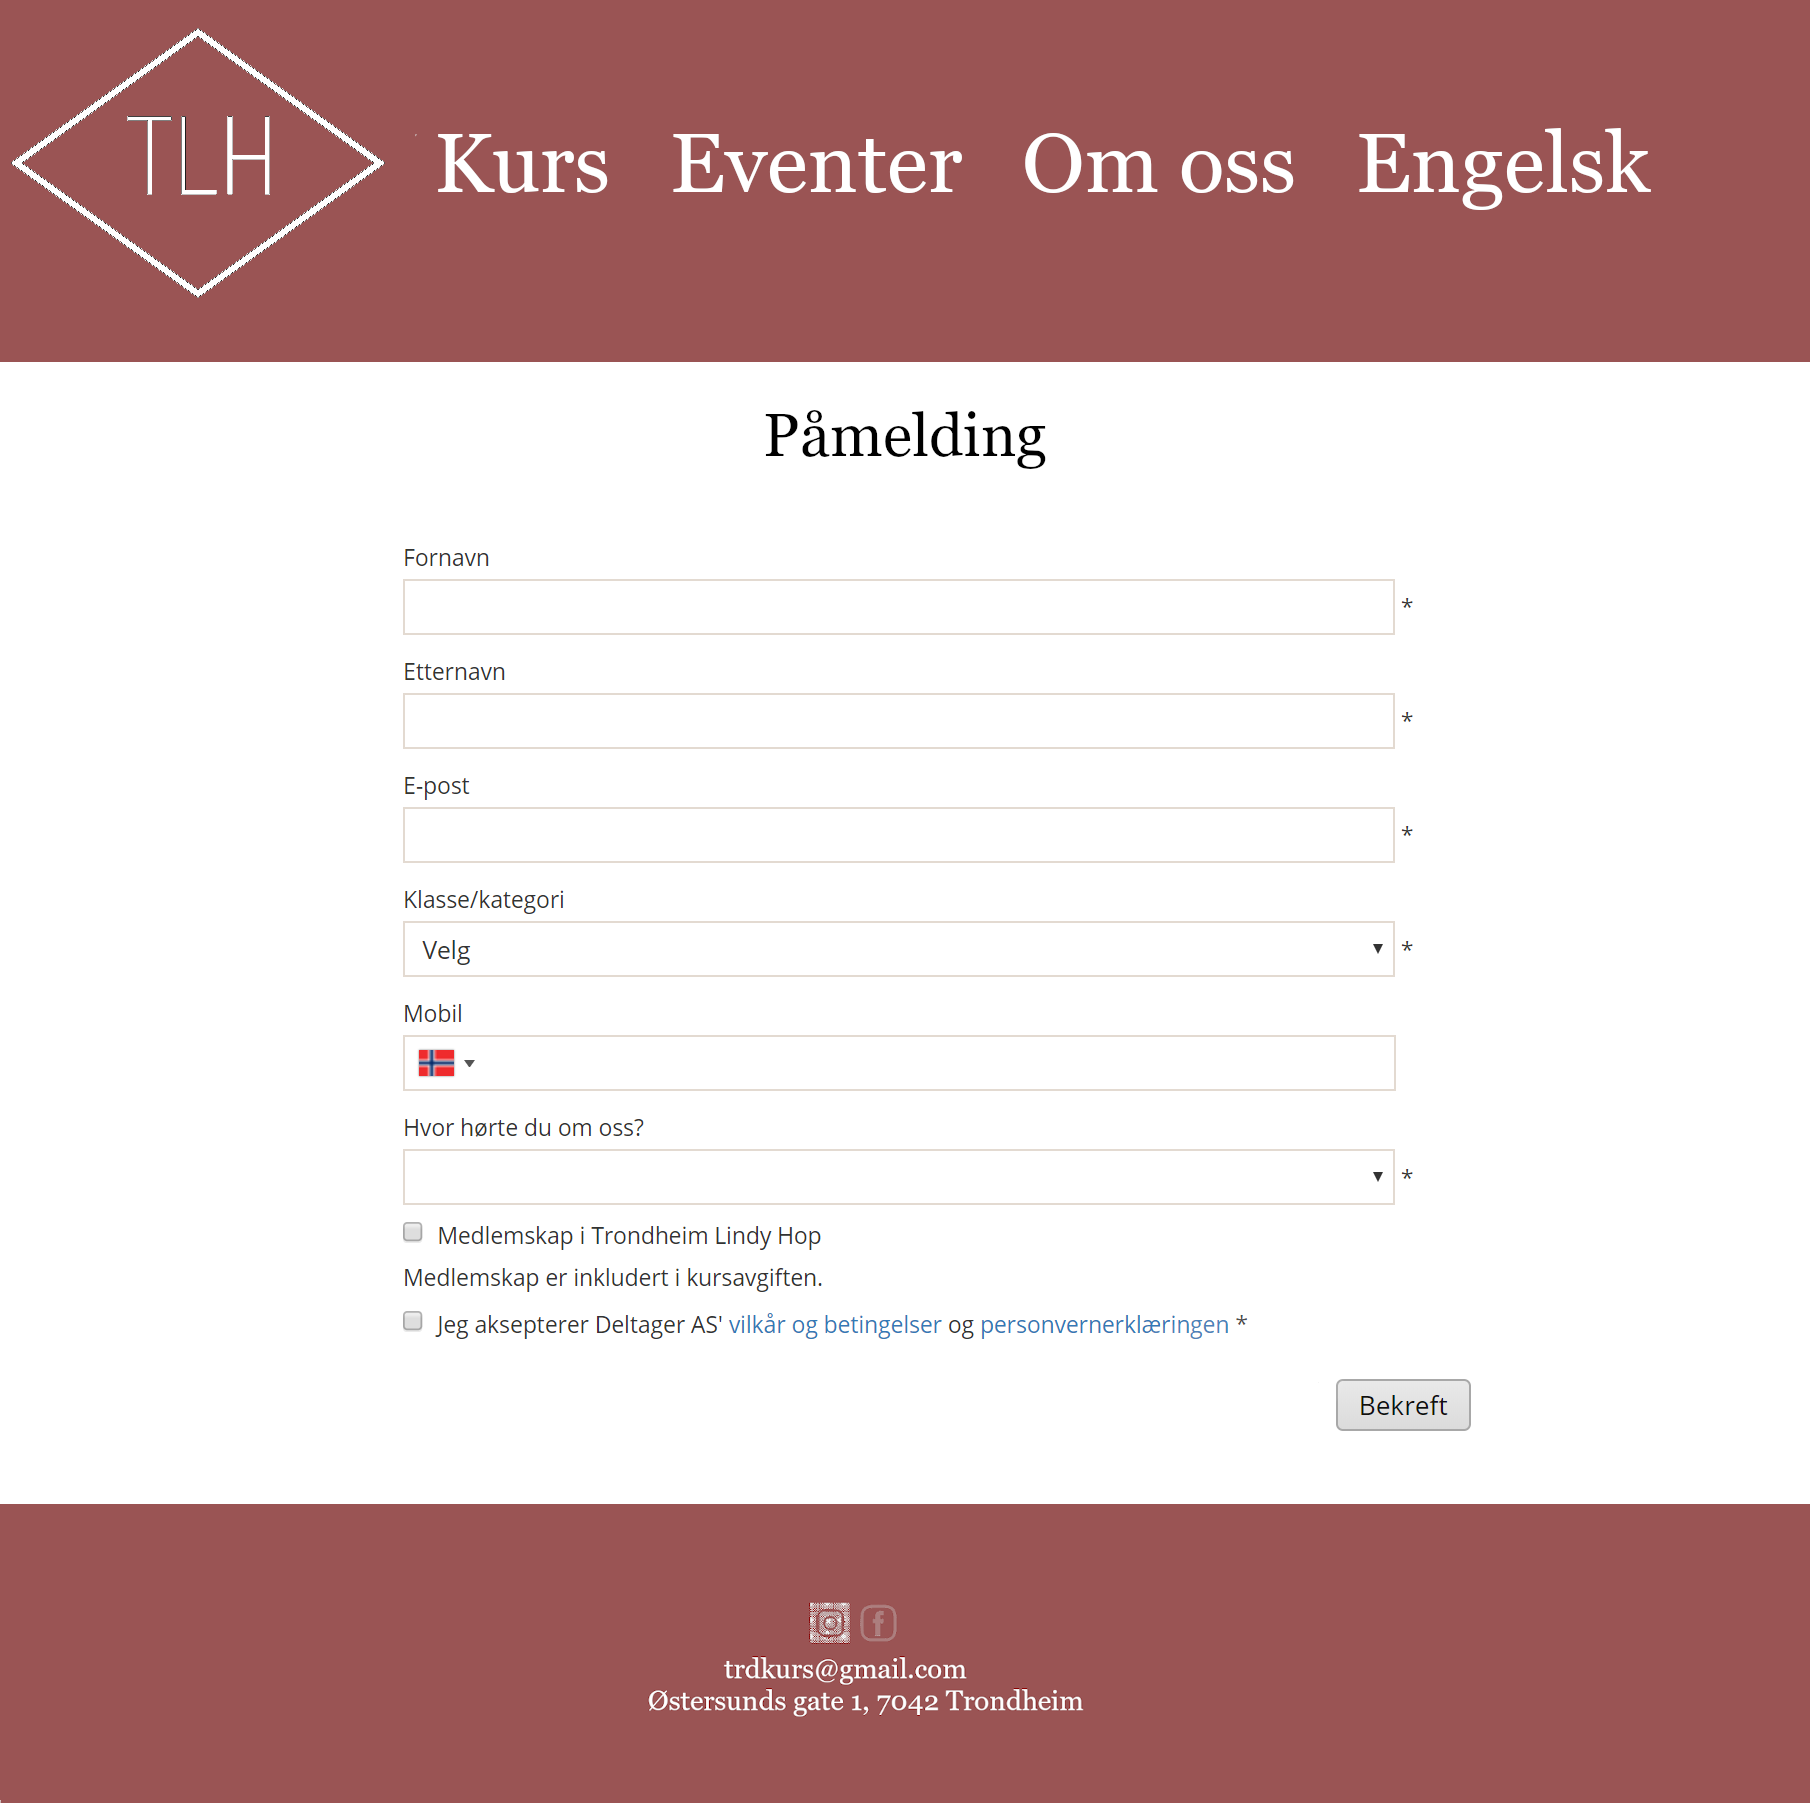 TLH
Kurs Eventer Om oss Engelsk
Påmelding
Fornavn
*
Etternavn
*
E-post
*
Klasse/kategori
Velg *
Mobil
Hvor hørte du om oss?
*
Medlemskap i Trondheim Lindy Hop
Medlemskap er inkludert i kursavgiften.
Jeg aksepterer Deltager AS' vilkår og betingelser og personvernerklæringen *
Bekreft
trdkurs@gmail.com
Østersunds gate 1, 7042 Trondheim